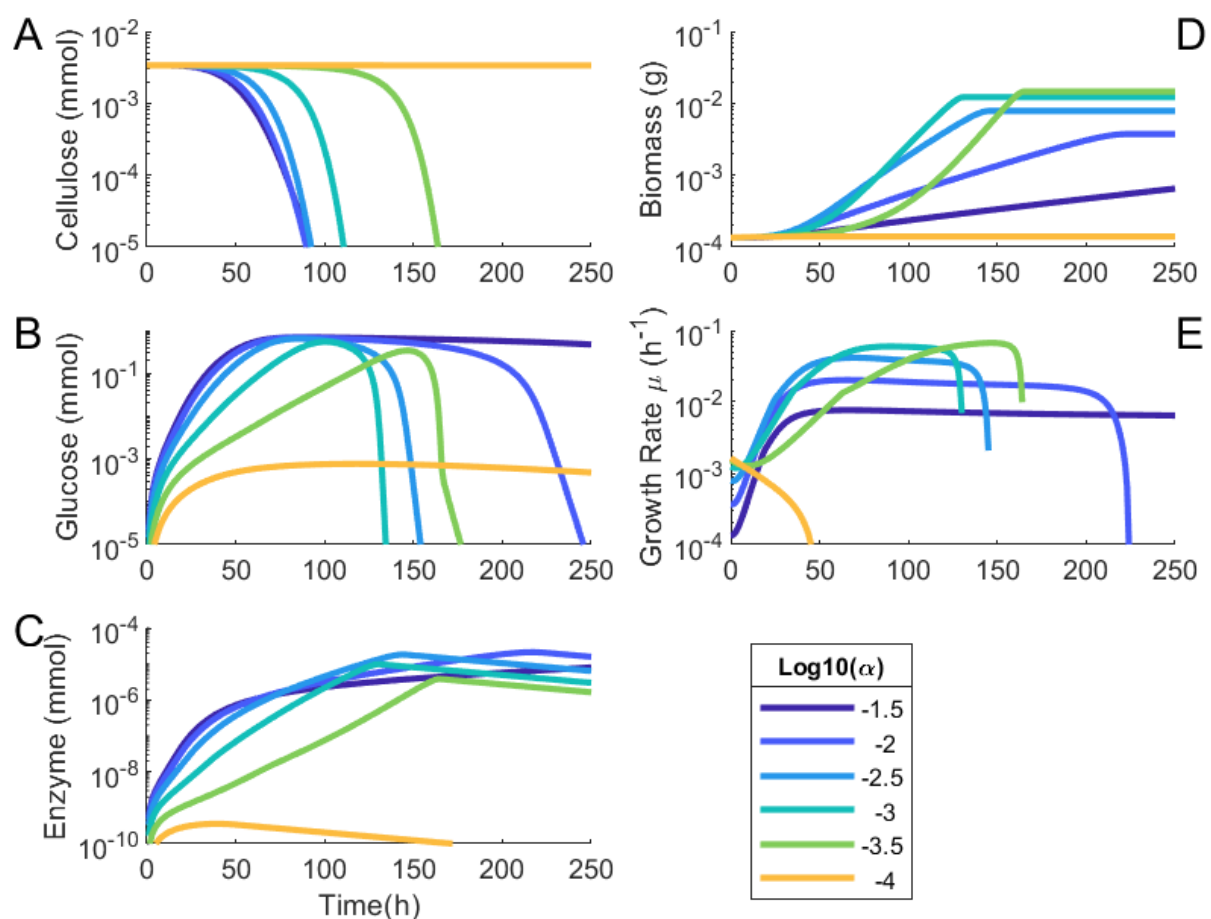 A
Cellulose (mmol)
10^-2
10^-3
10^-4
10^-5
0 50 100 150 200 250
D
Biomass (g)
10^-1
10^-2
10^-3
10^-4
0 50 100 150 200 250
B
Glucose (mmol)
10^-1
10^-3
10^-5
0 50 100 150 200 250
E
Growth Rate μ (h^-1)
10^-1
10^-2
10^-3
10^-4
0 50 100 150 200 250
C
Enzyme (mmol)
10^-4
10^-6
10^-8
10^-10
0 50 100 150 200 250
Time(h)
Log10(α)
-1.5
-2
-2.5
-3
-3.5
-4